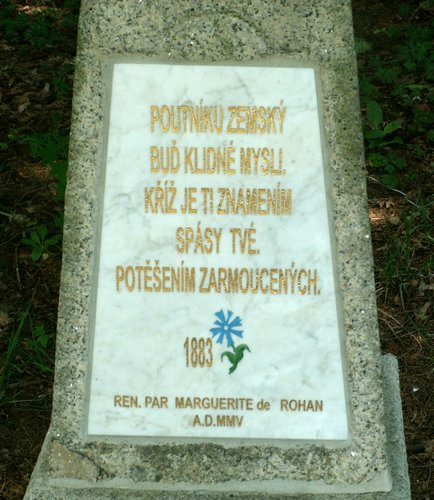 POUTNÍKU ZEMSKÝ
BUĎ KLIDNÉ MYSLI.
KŘÍŽ JE TI ZNAMENÍM
SPÁSY TVÉ.
POTĚŠENÍM ZARMOUCENÝCH.
1883
REN. PAR MARGUERITE de ROHAN
A.D.MMV